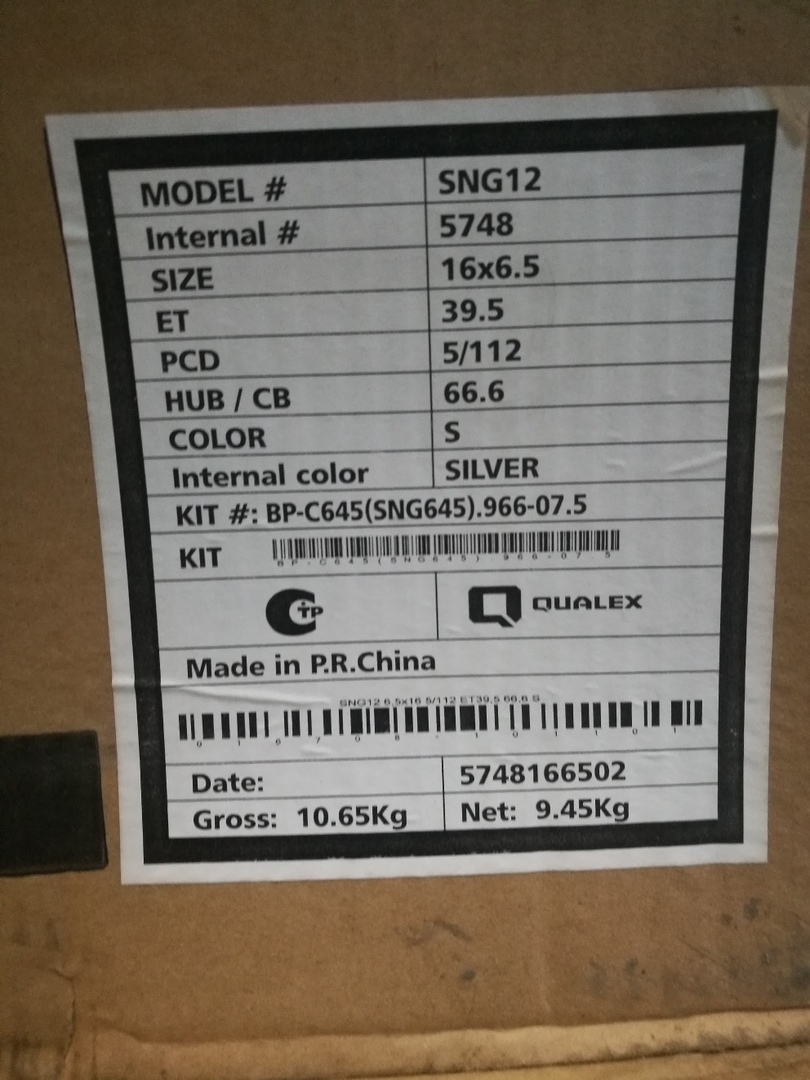 MODEL # SNG12
Internal # 5748
SIZE 16x6.5
ET 39.5
PCD 5/112
HUB / CB 66.6
COLOR S
Internal color SILVER
KIT #: BP-C645(SNG645).966-07.5
KIT
BP-C645(SNG645).966-07.5
CTP QUALEX
Made in P.R.China
SNG12 6,5x16 5/112 ET39,5 66,6 S
Date: 5748166502
Gross: 10.65Kg Net: 9.45Kg